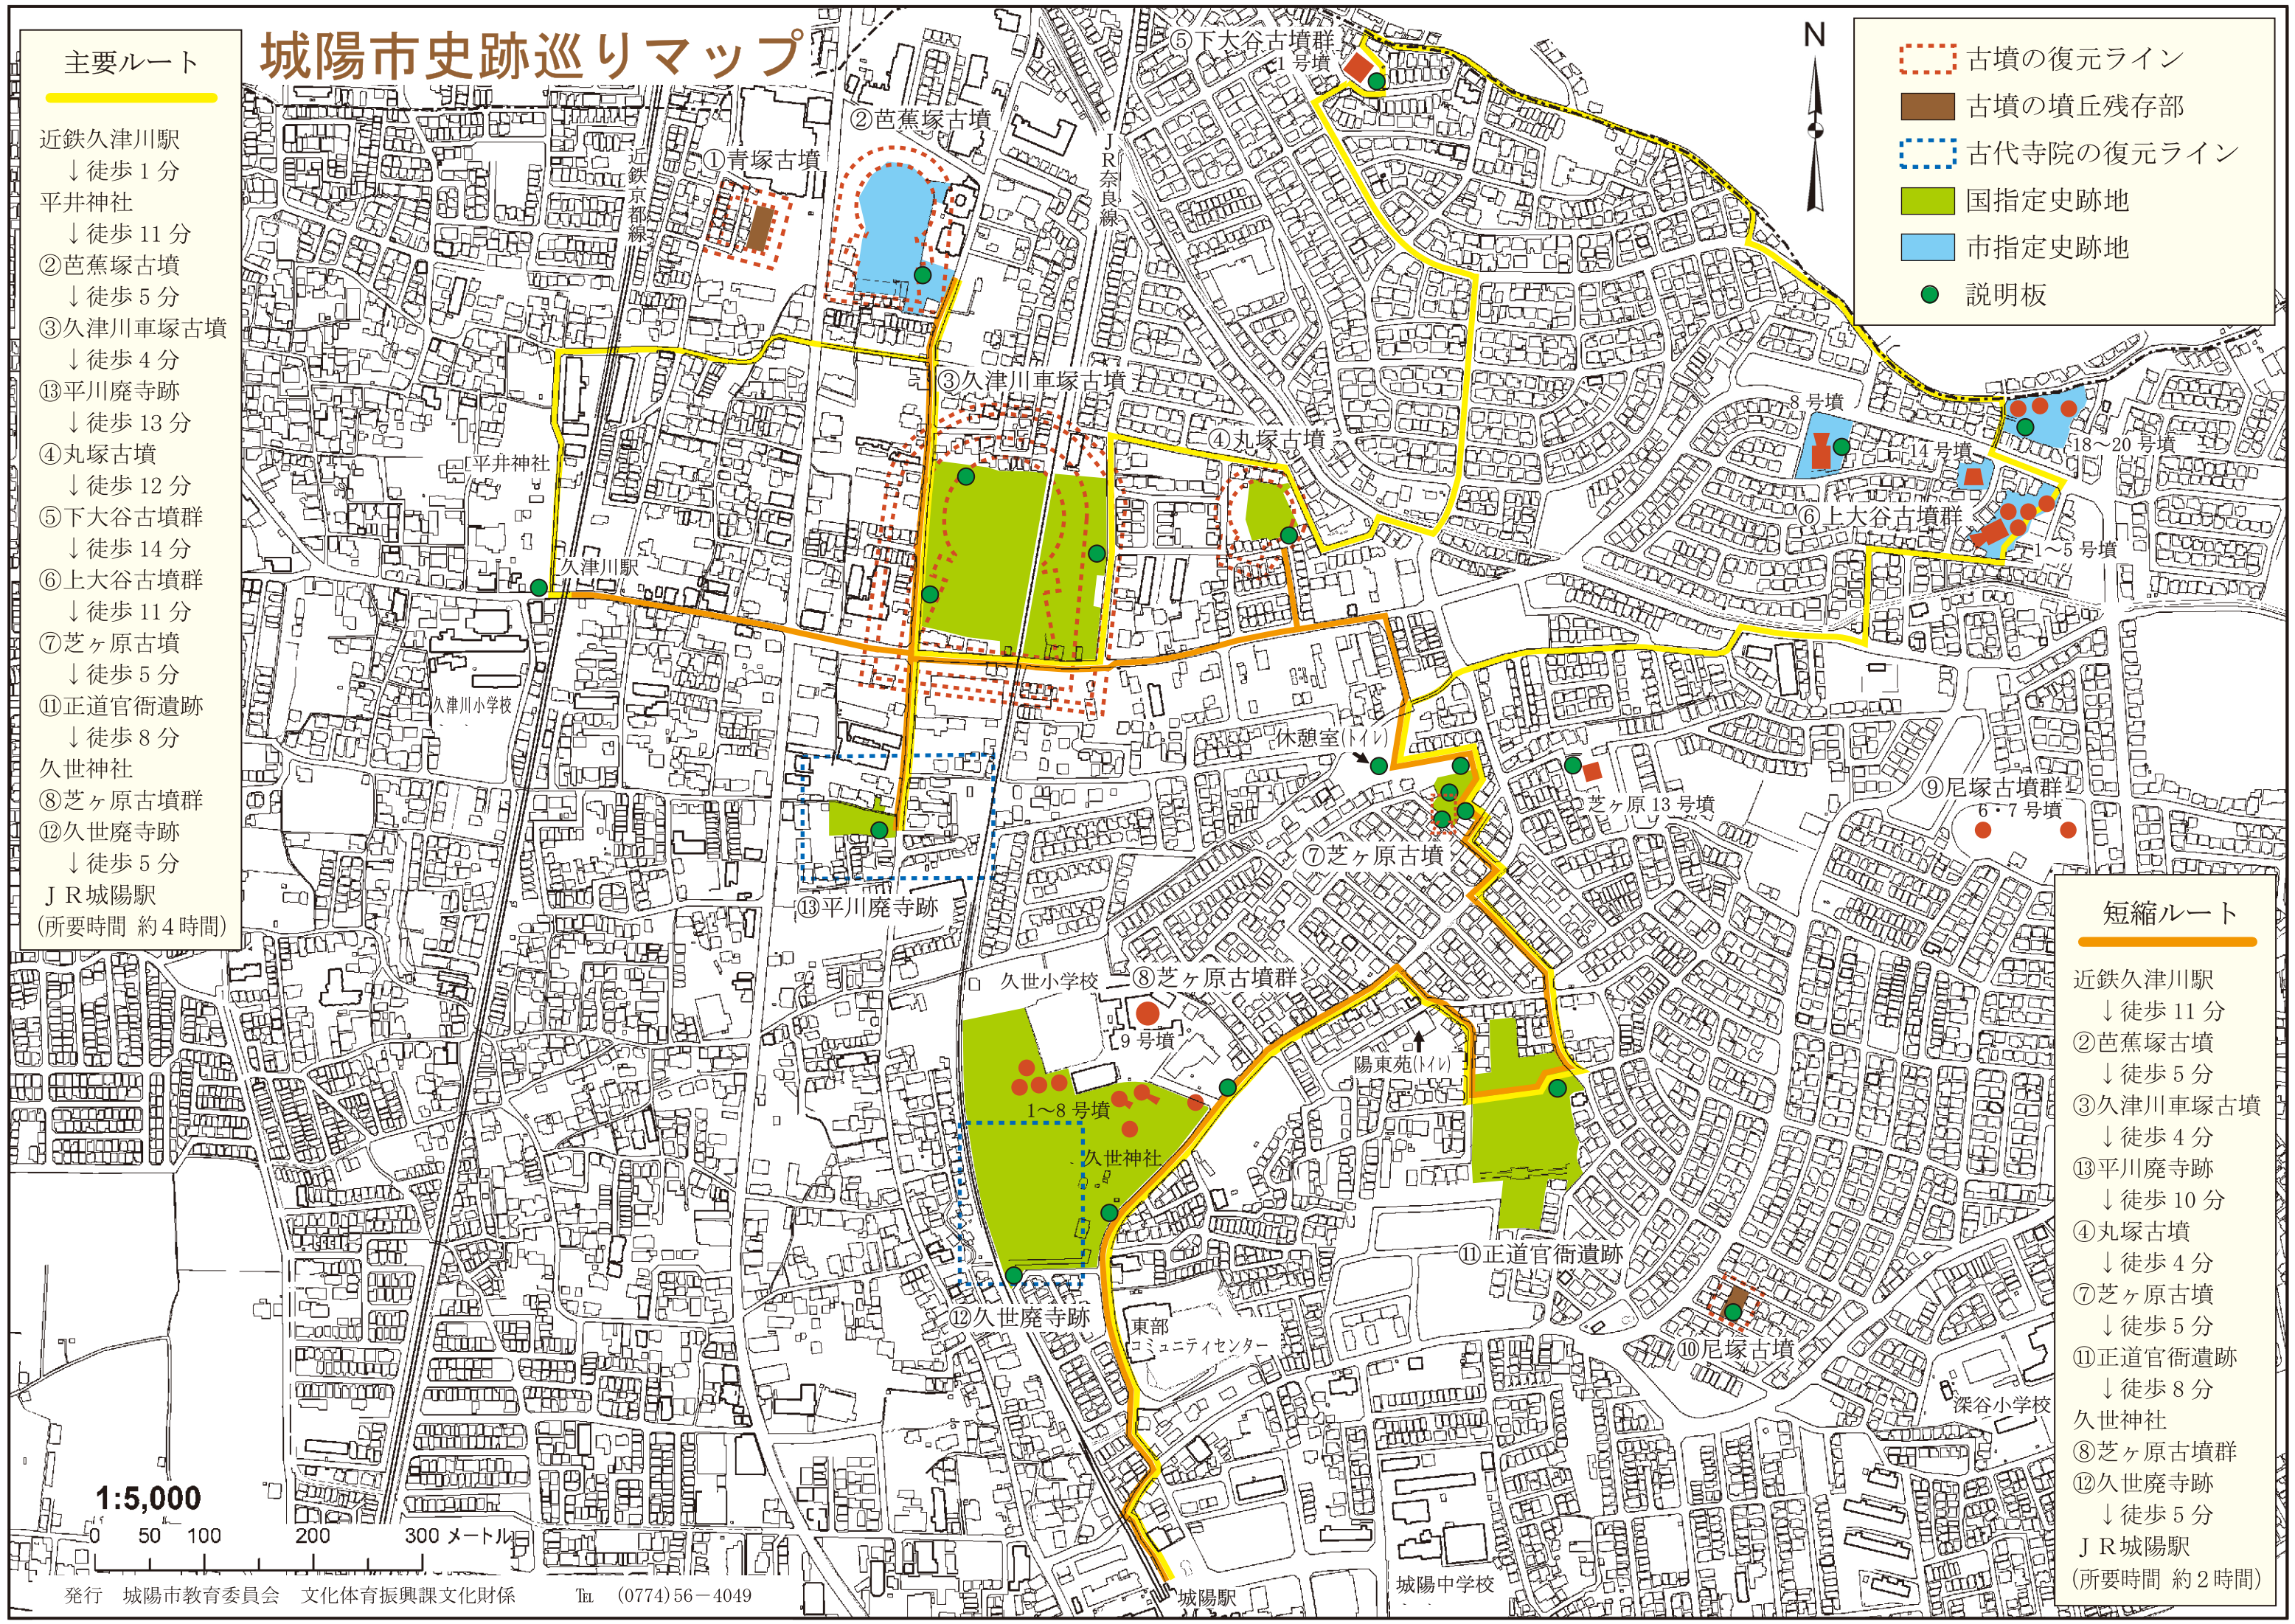 城陽市史跡巡りマップ
主要ルート
近鉄久津川駅
↓徒歩1分
平井神社
↓徒歩11分
②芭蕉塚古墳
↓徒歩5分
③久津川車塚古墳
↓徒歩4分
⑬平川廃寺跡
↓徒歩13分
④丸塚古墳
↓徒歩12分
⑤下大谷古墳群
↓徒歩14分
⑥上大谷古墳群
↓徒歩11分
⑦芝ヶ原古墳
↓徒歩5分
⑪正道官衙遺跡
↓徒歩8分
久世神社
⑧芝ヶ原古墳群
⑫久世廃寺跡
↓徒歩5分
JR城陽駅
(所要時間 約4時間)
N
古墳の復元ライン
古墳の墳丘残存部
古代寺院の復元ライン
国指定史跡地
市指定史跡地
説明板
⑤下大谷古墳群
1号墳
②芭蕉塚古墳
①青塚古墳
近鉄京都線
JR奈良線
③久津川車塚古墳
④丸塚古墳
8号墳
14号墳
18～20号墳
⑥上大谷古墳群
1～5号墳
平井神社
久津川駅
久津川小学校
休憩室(トイレ)
芝ヶ原13号墳
⑨尼塚古墳群
6・7号墳
⑦芝ヶ原古墳
⑬平川廃寺跡
久世小学校
⑧芝ヶ原古墳群
9号墳
陽東苑(トイレ)
1～8号墳
久世神社
⑪正道官衙遺跡
⑫久世廃寺跡
東部
コミュニティセンター
⑩尼塚古墳
深谷小学校
城陽中学校
城陽駅
短縮ルート
近鉄久津川駅
↓徒歩11分
②芭蕉塚古墳
↓徒歩5分
③久津川車塚古墳
↓徒歩4分
⑬平川廃寺跡
↓徒歩10分
④丸塚古墳
↓徒歩4分
⑦芝ヶ原古墳
↓徒歩5分
⑪正道官衙遺跡
↓徒歩8分
久世神社
⑧芝ヶ原古墳群
⑫久世廃寺跡
↓徒歩5分
JR城陽駅
(所要時間 約2時間)
1:5,000
0 50 100 200 300 メートル
発行 城陽市教育委員会 文化体育振興課文化財係 ℡ (0774)56－4049